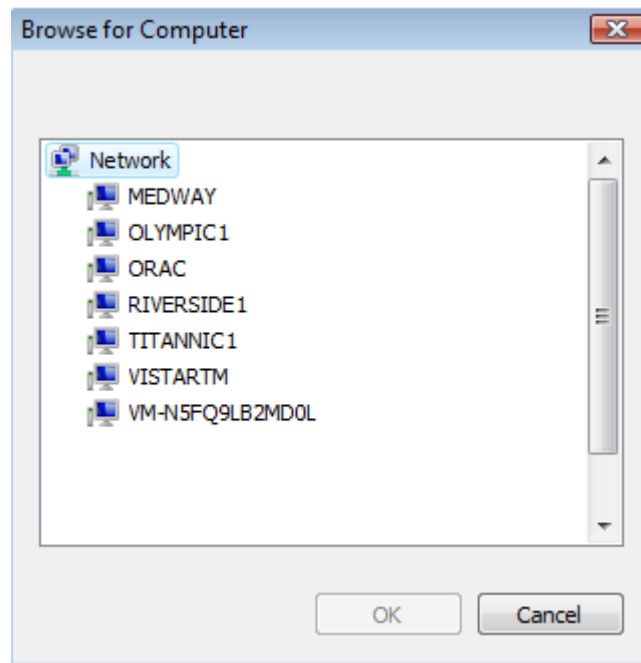 Browse for Computer
Network
MEDWAY
OLYMPIC1
ORAC
RIVERSIDE1
TITANNIC1
VISTARTM
VM-N5FQ9LB2MD0L
OK
Cancel